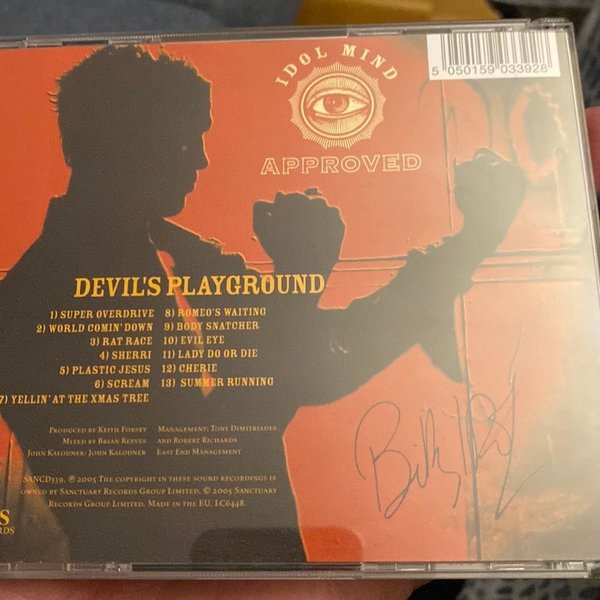 IDOL MIND
APPROVED
5 050159 033928
DEVIL'S PLAYGROUND
1) SUPER OVERDRIVE
2) WORLD COMIN' DOWN
3) RAT RACE
4) SHERRI
5) PLASTIC JESUS
6) SCREAM
7) YELLIN' AT THE XMAS TREE
8) ROMEO'S WAITING
9) BODY SNATCHER
10) EVIL EYE
11) LADY DO OR DIE
12) CHERIE
13) SUMMER RUNNING
PRODUCED BY KEITH FORSEY
MIXED BY BRIAN REEVES
JOHN KALODNER: JOHN KALODNER
MANAGEMENT: TONY DIMITRIADES
AND ROBERT RICHARDS
EAST END MANAGEMENT
SANCD339. ℗ 2005 THE COPYRIGHT IN THESE SOUND RECORDINGS IS
OWNED BY SANCTUARY RECORDS GROUP LIMITED. © 2005 SANCTUARY
RECORDS GROUP LIMITED. MADE IN THE EU. LC6448.
Billy Idol